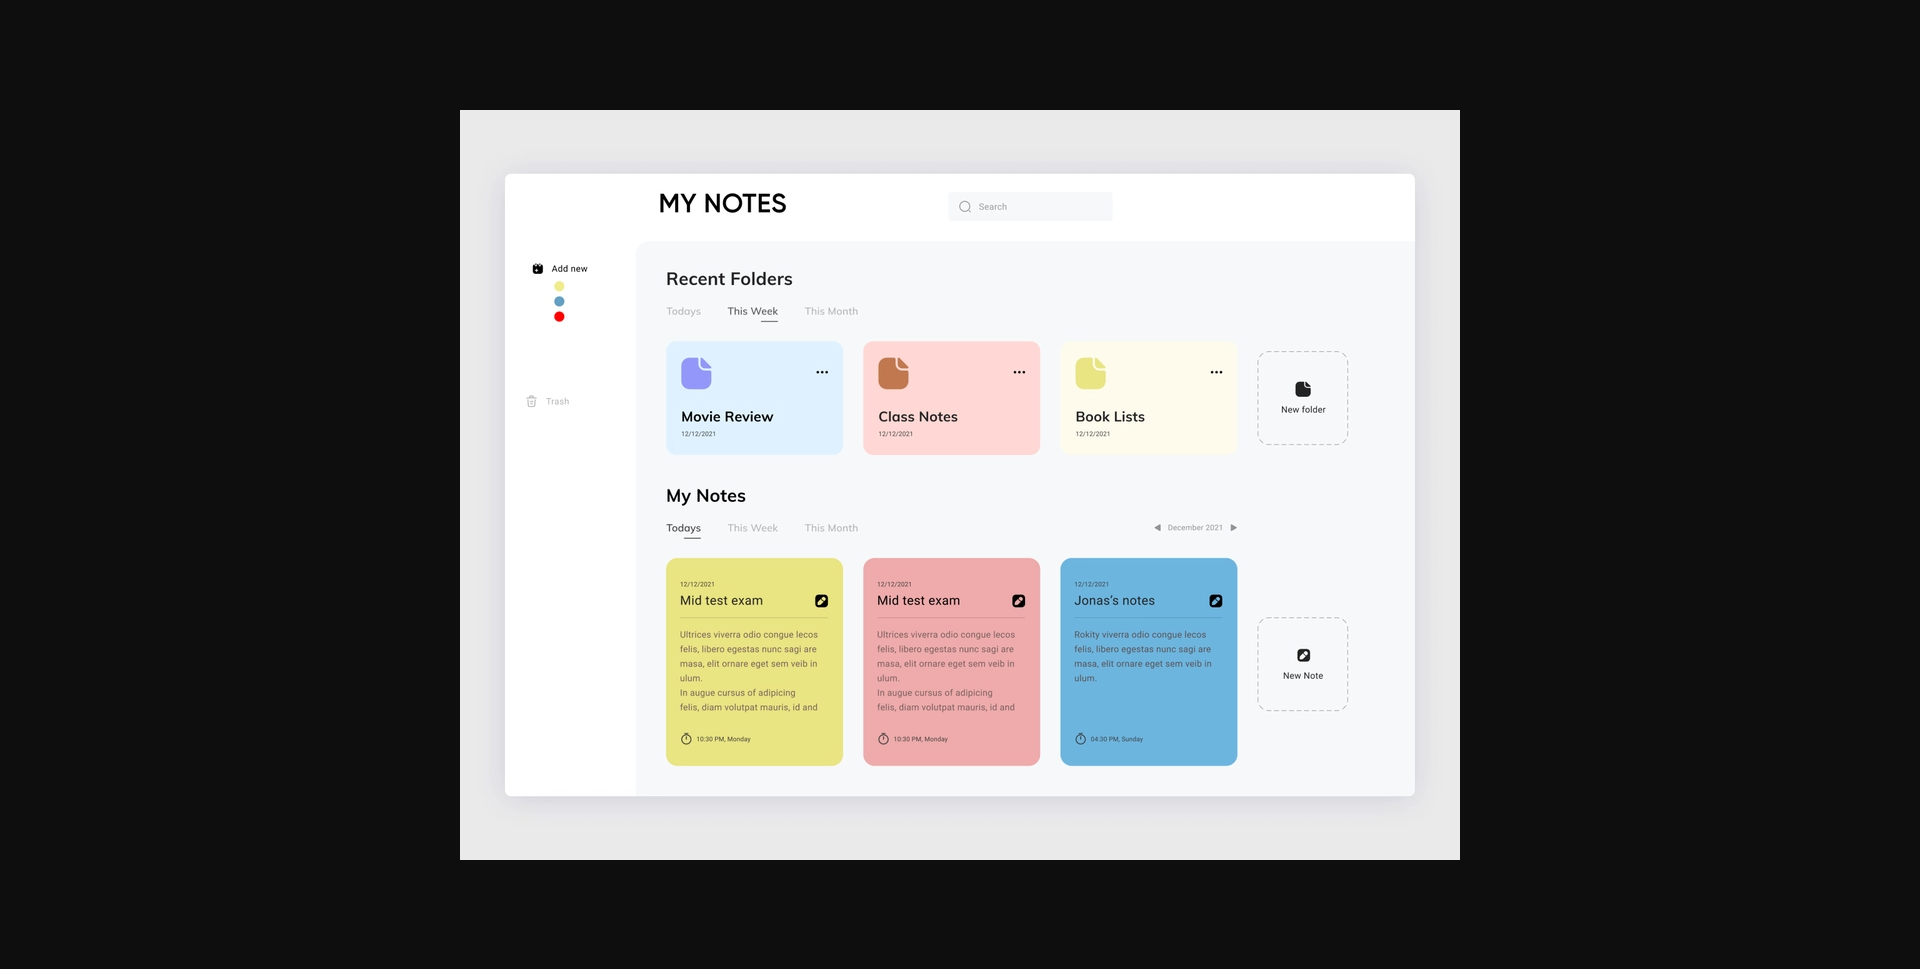 MY NOTES
Search
Add new
Trash
Recent Folders
Todays This Week This Month
Movie Review
12/12/2021
Class Notes
12/12/2021
Book Lists
12/12/2021
New folder
My Notes
Todays This Week This Month
December 2021
12/12/2021
Mid test exam
Ultrices viverra odio congue lecos
felis, libero egestas nunc sagi are
masa, elit ornare eget sem veib in
ulum.
In augue cursus of adipicing
felis, diam volutpat mauris, id and
10:30 PM, Monday
12/12/2021
Mid test exam
Ultrices viverra odio congue lecos
felis, libero egestas nunc sagi are
masa, elit ornare eget sem veib in
ulum.
In augue cursus of adipicing
felis, diam volutpat mauris, id and
10:30 PM, Monday
12/12/2021
Jonas's notes
Rokity viverra odio congue lecos
felis, libero egestas nunc sagi are
masa, elit ornare eget sem veib in
ulum.
04:30 PM, Sunday
New Note